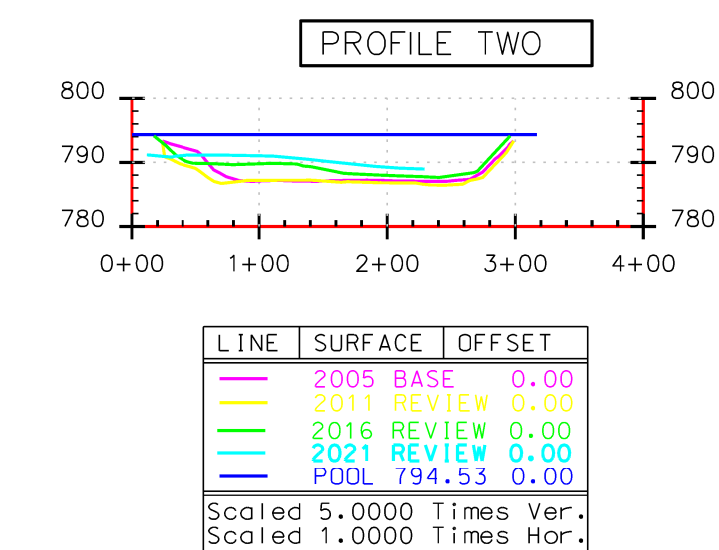 PROFILE TWO
800 800
790 790
780 780
0+00 1+00 2+00 3+00 4+00
LINE SURFACE OFFSET
2005 BASE 0.00
2011 REVIEW 0.00
2016 REVIEW 0.00
2021 REVIEW 0.00
POOL 794.53 0.00
Scaled 5.0000 Times Ver.
Scaled 1.0000 Times Hor.